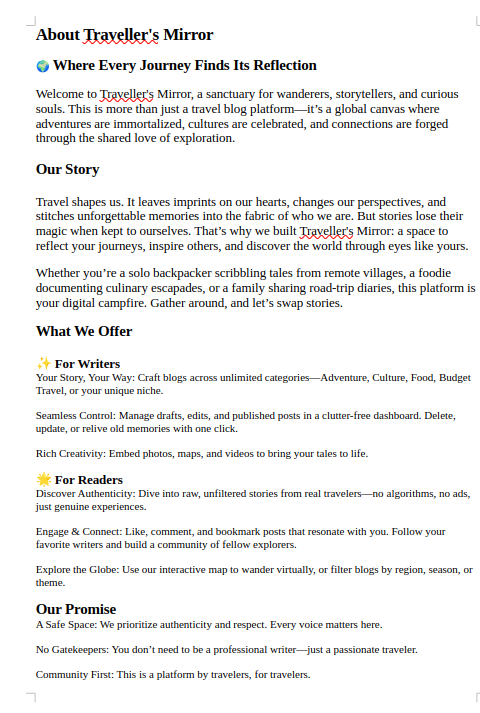 About Traveller's Mirror
🌍 Where Every Journey Finds Its Reflection
Welcome to Traveller's Mirror, a sanctuary for wanderers, storytellers, and curious
souls. This is more than just a travel blog platform—it’s a global canvas where
adventures are immortalized, cultures are celebrated, and connections are forged
through the shared love of exploration.
Our Story
Travel shapes us. It leaves imprints on our hearts, changes our perspectives, and
stitches unforgettable memories into the fabric of who we are. But stories lose their
magic when kept to ourselves. That’s why we built Traveller's Mirror: a space to
reflect your journeys, inspire others, and discover the world through eyes like yours.
Whether you’re a solo backpacker scribbling tales from remote villages, a foodie
documenting culinary escapades, or a family sharing road-trip diaries, this platform is
your digital campfire. Gather around, and let’s swap stories.
What We Offer
✨ For Writers
Your Story, Your Way: Craft blogs across unlimited categories—Adventure, Culture, Food, Budget
Travel, or your unique niche.
Seamless Control: Manage drafts, edits, and published posts in a clutter-free dashboard. Delete,
update, or relive old memories with one click.
Rich Creativity: Embed photos, maps, and videos to bring your tales to life.
🌟 For Readers
Discover Authenticity: Dive into raw, unfiltered stories from real travelers—no algorithms, no ads,
just genuine experiences.
Engage & Connect: Like, comment, and bookmark posts that resonate with you. Follow your
favorite writers and build a community of fellow explorers.
Explore the Globe: Use our interactive map to wander virtually, or filter blogs by region, season, or
theme.
Our Promise
A Safe Space: We prioritize authenticity and respect. Every voice matters here.
No Gatekeepers: You don’t need to be a professional writer—just a passionate traveler.
Community First: This is a platform by travelers, for travelers.